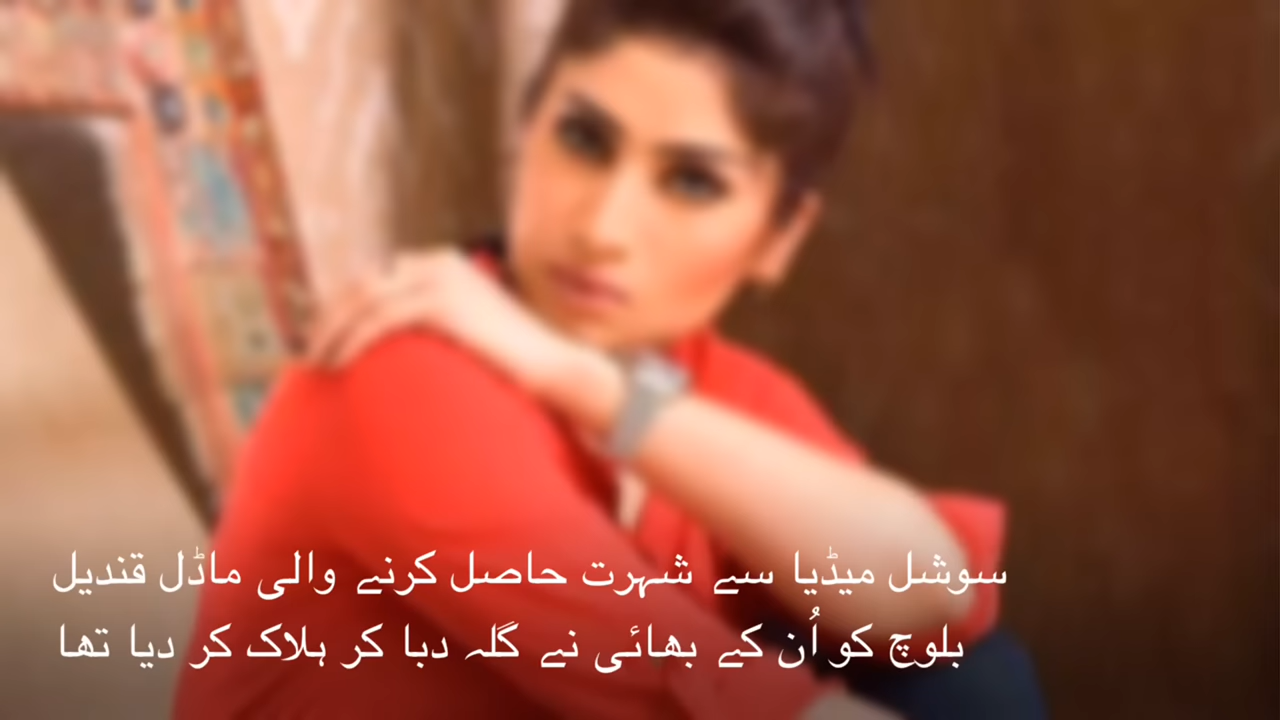 سوشل میڈیا سے شہرت حاصل کرنے والی ماڈل قندیل
بلوچ کو اُن کے بھائی نے گلہ دبا کر ہلاک کر دیا تھا